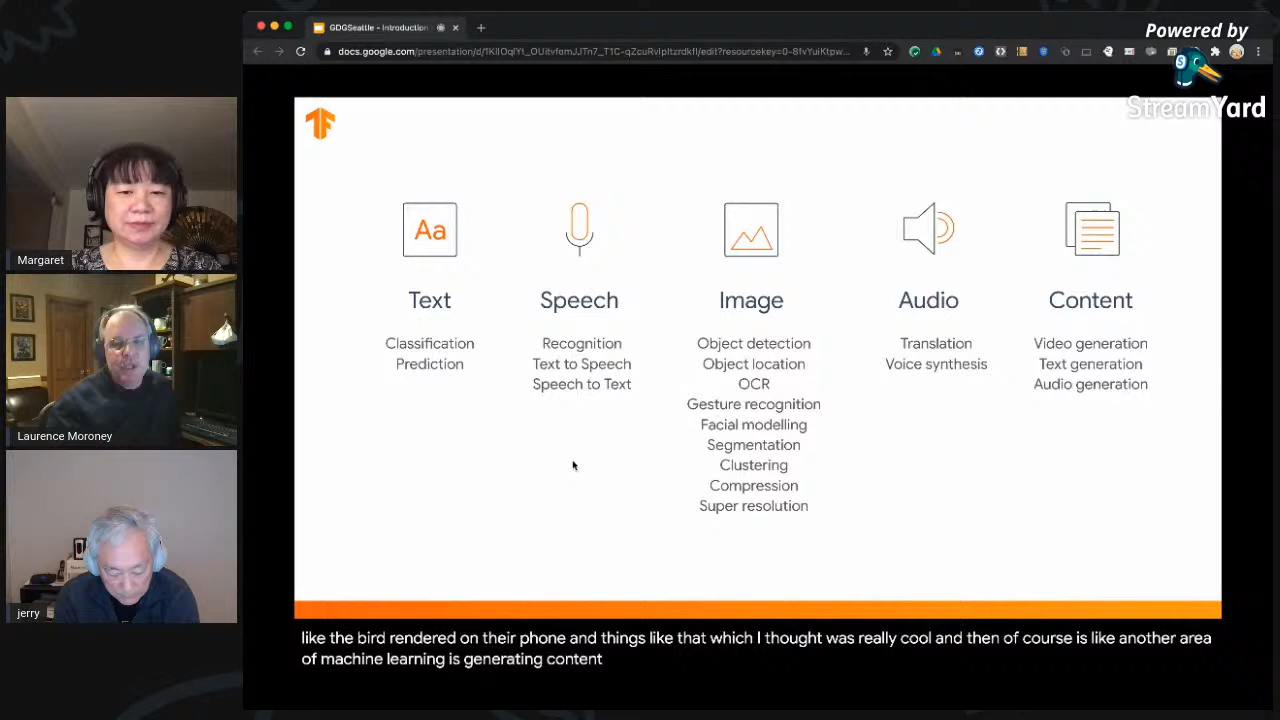 GDGSeattle - Introduction
Powered by
StreamYard
Margaret
Laurence Moroney
jerry
Aa
Text
Classification
Prediction
Speech
Recognition
Text to Speech
Speech to Text
Image
Object detection
Object location
OCR
Gesture recognition
Facial modelling
Segmentation
Clustering
Compression
Super resolution
Audio
Translation
Voice synthesis
Content
Video generation
Text generation
Audio generation
like the bird rendered on their phone and things like that which I thought was really cool and then of course is like another area
of machine learning is generating content